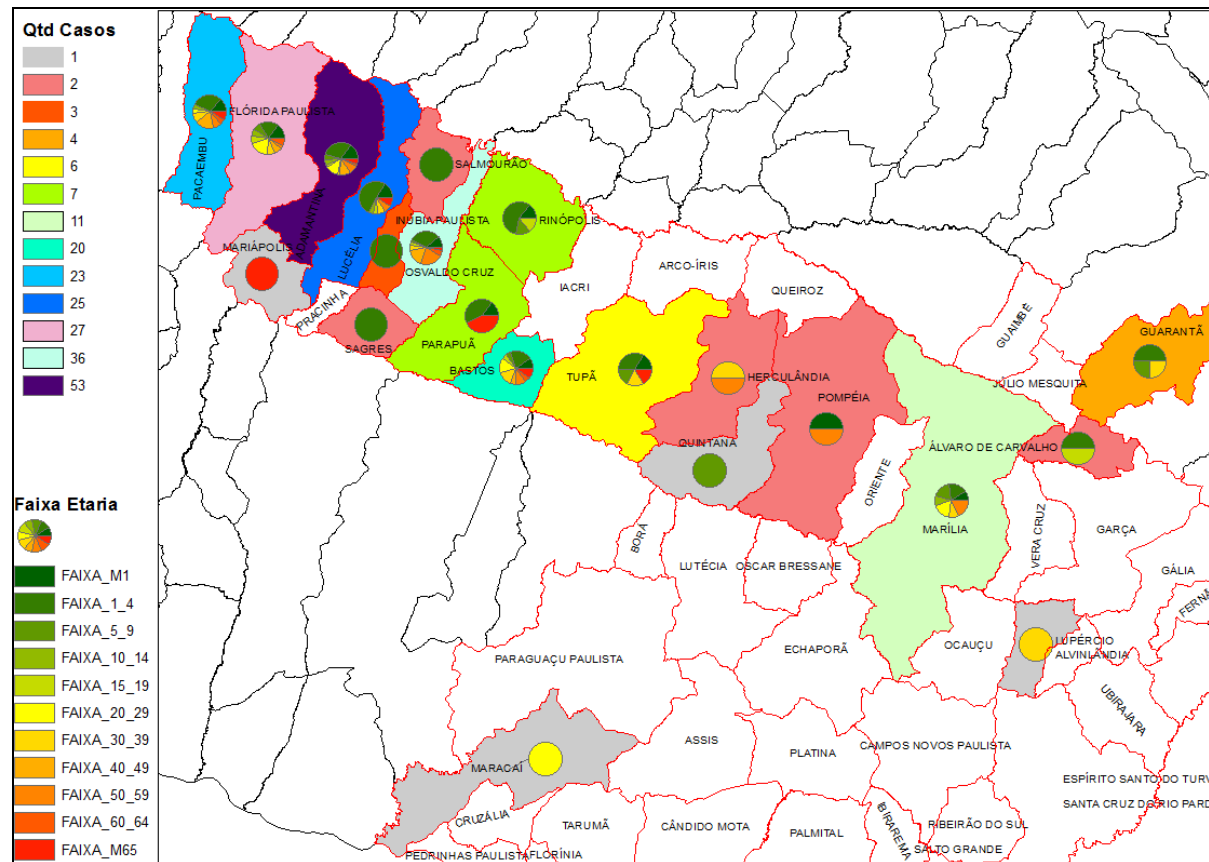 Qtd Casos
1
2
3
4
6
7
11
20
23
25
27
36
53
Faixa Etaria
FAIXA_M1
FAIXA_1_4
FAIXA_5_9
FAIXA_10_14
FAIXA_15_19
FAIXA_20_29
FAIXA_30_39
FAIXA_40_49
FAIXA_50_59
FAIXA_60_64
FAIXA_M65
FLÓRIDA PAULISTA
PACAEMBU
SALMOURÃO
ADAMANTINA
INÚBIA PAULISTA
RINÓPOLIS
MARIÁPOLIS
LUCÉLIA
OSVALDO CRUZ
ARCO-ÍRIS
IACRI
QUEIROZ
PRACINHA
GUAIMBÊ
GUARANTÃ
SAGRES
PARAPUÃ
BASTOS
TUPÃ
HERCULÂNDIA
JÚLIO MESQUITA
POMPÉIA
QUINTANA
ÁLVARO DE CARVALHO
ORIENTE
MARÍLIA
VERA CRUZ
GARÇA
BORÁ
LUTÉCIA
OSCAR BRESSANE
GÁLIA
FERNÃ
ECHAPORÃ
OCAUÇU
LUPÉRCIO
ALVINLÂNDIA
PARAGUAÇU PAULISTA
UBIRAJARA
ASSIS
PLATINA
CAMPOS NOVOS PAULISTA
MARACAÍ
ESPÍRITO SANTO DO TURV
SANTA CRUZ DO RIO PARD
CRUZÁLIA
TARUMÃ
CÂNDIDO MOTA
PALMITAL
IBIRAREMA
RIBEIRÃO DO SUL
SALTO GRANDE
PEDRINHAS PAULISTA
FLORÍNIA